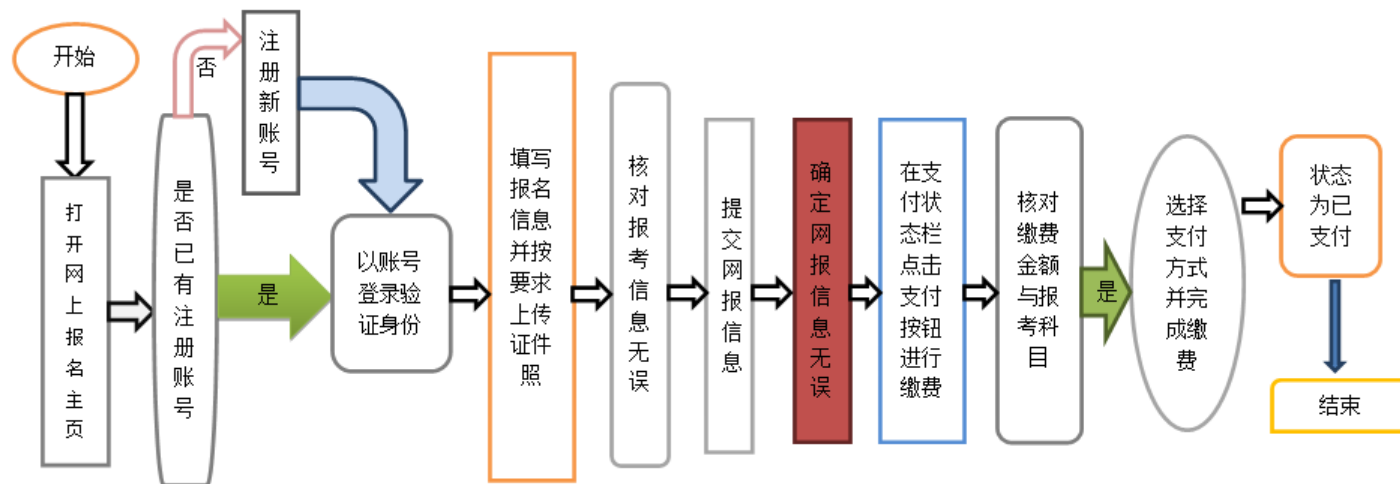 开始
打开网上报名主页
是否已有注册账号
否
注册新账号
是
以账号
登录验
证身份
填写
报名
信息
并按
要求
上传
证件
照
核对报考信息无误
提交网报信息
确定网报信息无误
在支
付状
态栏
点击
支付
按钮
进行
缴费
核对
缴费
金额
与报
考科
目
是
选择
支付
方式
并完
成缴
费
状态
为已
支付
结束